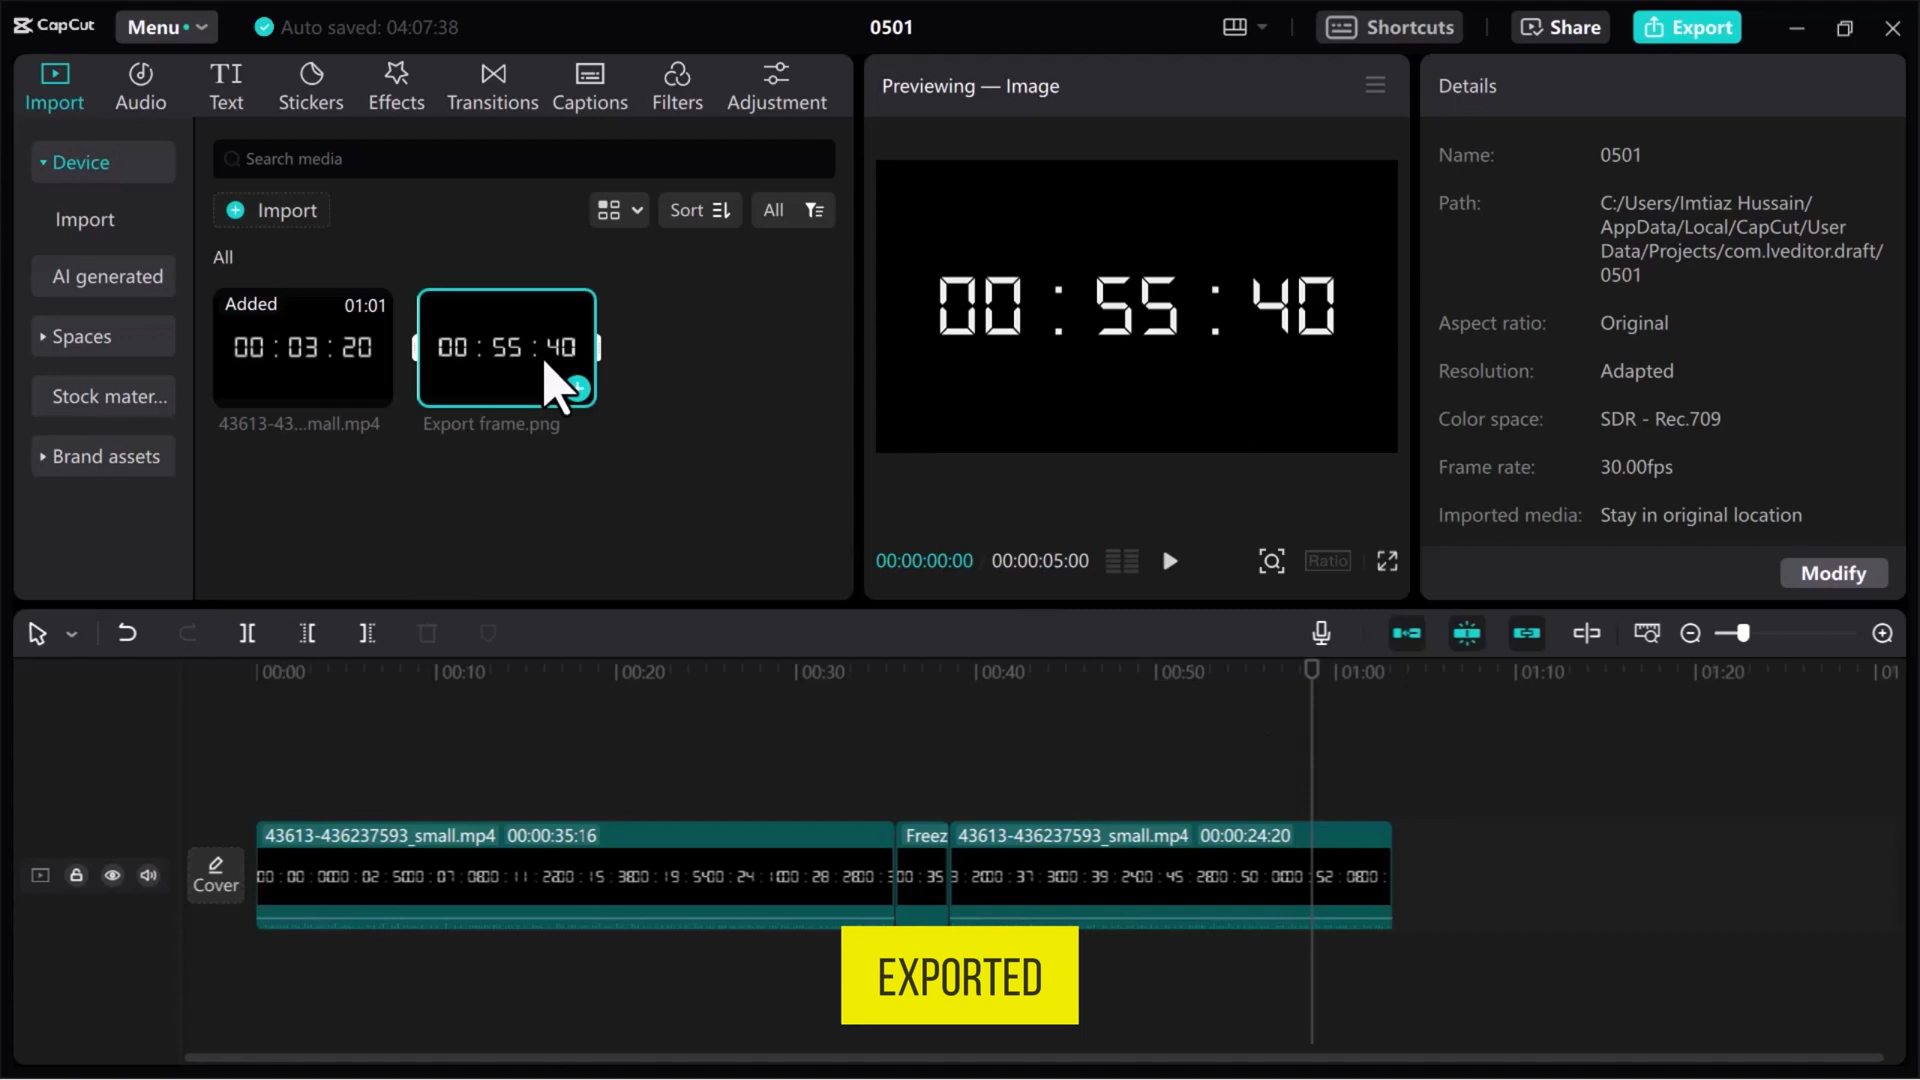 CapCut
Menu
Auto saved: 04:07:38
0501
Shortcuts
Share
Export
Import
Audio
TI
Text
Stickers
Effects
Transitions
Captions
Filters
Adjustment
Device
Import
AI generated
Spaces
Stock mater...
Brand assets
Search media
Import
Sort
All
All
Added 01:01
00 : 03 : 20
43613-43...mall.mp4
00 : 55 : 40
Export frame.png
Previewing — Image
00 : 55 : 40
00:00:00:00
00:00:05:00
Ratio
Details
Name: 0501
Path: C:/Users/Imtiaz Hussain/
AppData/Local/CapCut/User
Data/Projects/com.lveditor.draft/
0501
Aspect ratio: Original
Resolution: Adapted
Color space: SDR - Rec.709
Frame rate: 30.00fps
Imported media: Stay in original location
Modify
00:00
00:10
00:20
00:30
00:40
00:50
01:00
01:10
01:20
01
Cover
43613-436237593_small.mp4 00:00:35:16
Freez
43613-436237593_small.mp4 00:00:24:20
EXPORTED